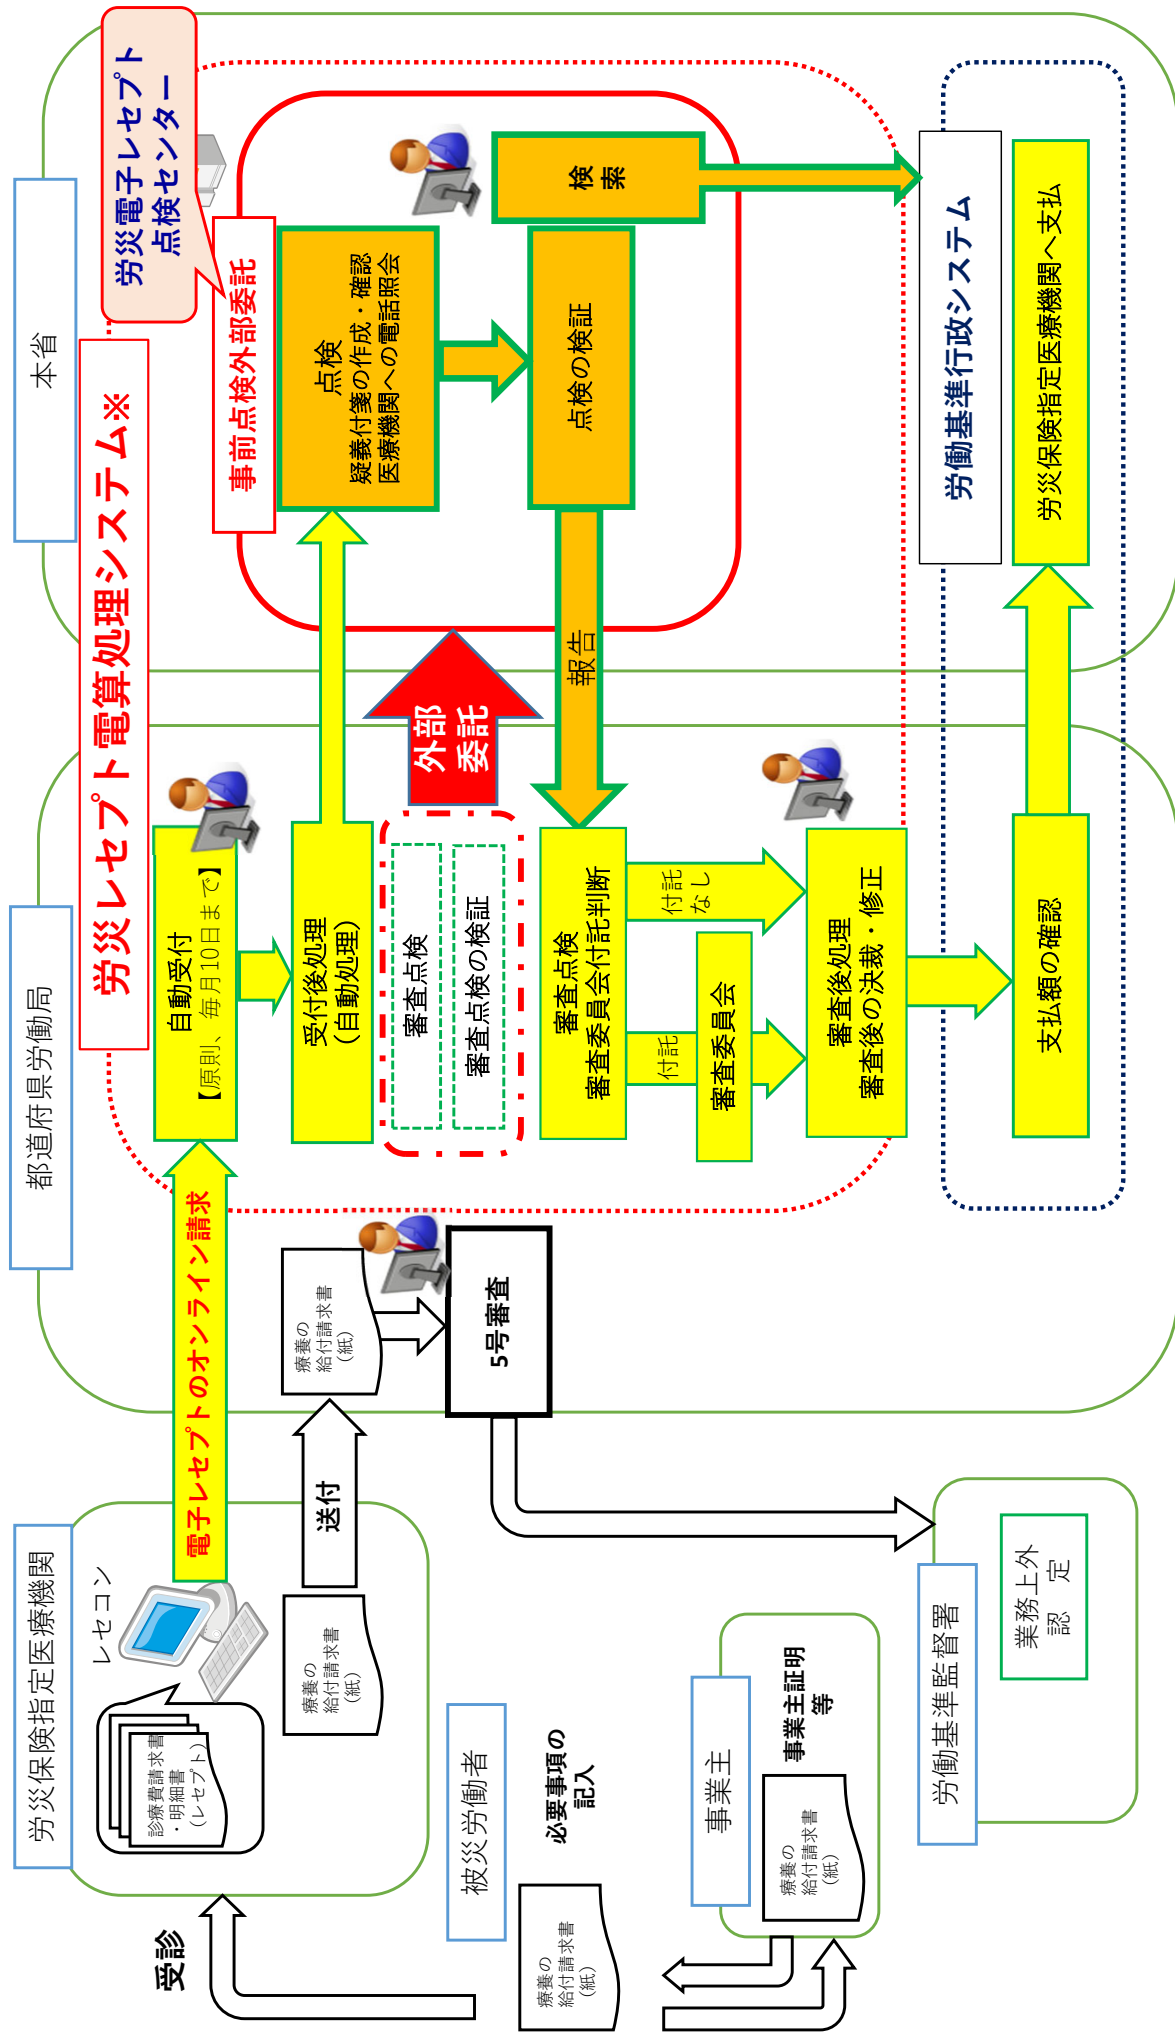 労災保険指定医療機関
レセコン
診療費請求書
・明細書
(レセプト)
療養の
給付請求書
(紙)
送付
受診
被災労働者
必要事項の
記入
療養の
給付請求書
(紙)
事業主
事業主証明
等
療養の
給付請求書
(紙)
労働基準監督署
業務上外
認　定
都道府県労働局
電子レセプトのオンライン請求
療養の
給付請求書
(紙)
5号審査
労災レセプト電算処理システム※
自動受付
【原則、毎月10日まで】
受付後処理
(自動処理)
審査点検
審査点検の検証
外部
委託
審査点検
審査委員会付託判断
付託
付託
なし
審査委員会
審査後処理
審査後の決裁・修正
支払額の確認
本省
労災電子レセプト
点検センター
事前点検外部委託
点検
疑義付箋の作成・確認
医療機関への電話照会
点検の検証
検
索
報告
労働基準行政システム
労災保険指定医療機関へ支払